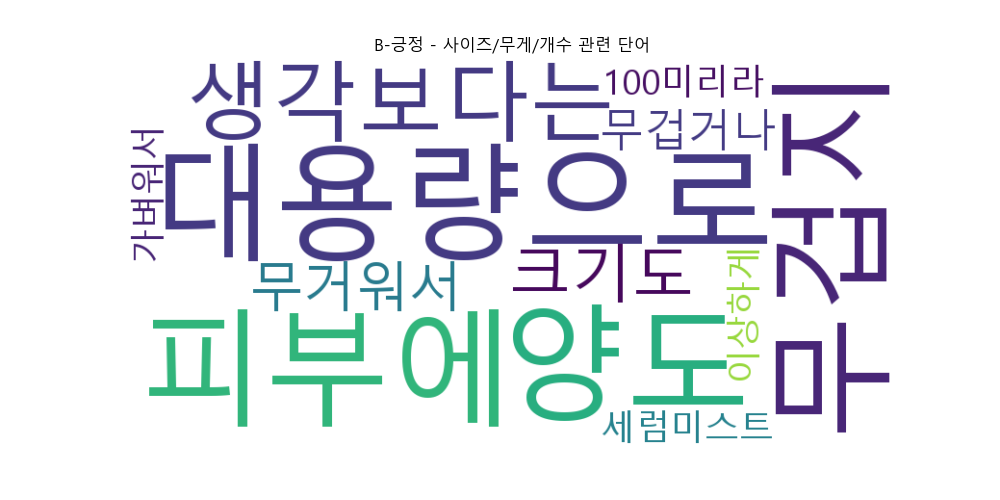 B-긍정 - 사이즈/무게/개수 관련 단어
생각보다는
100미리라
무겁거나
가벼워서
대용량으로
무겁지
무거워서
크기도
이상하게
피부에
양도
세럼미스트